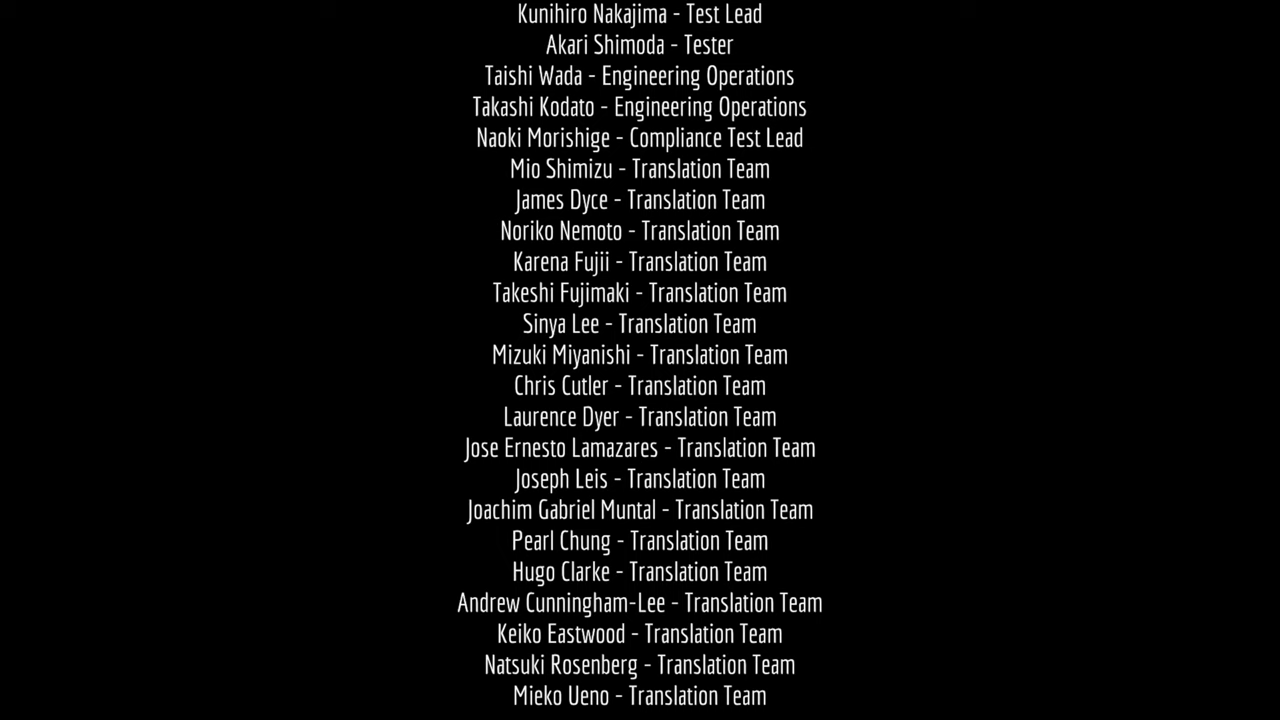 Kunihiro Nakajima - Test Lead
Akari Shimoda - Tester
Taishi Wada - Engineering Operations
Takashi Kodato - Engineering Operations
Naoki Morishige - Compliance Test Lead
Mio Shimizu - Translation Team
James Dyce - Translation Team
Noriko Nemoto - Translation Team
Karena Fujii - Translation Team
Takeshi Fujimaki - Translation Team
Sinya Lee - Translation Team
Mizuki Miyanishi - Translation Team
Chris Cutler - Translation Team
Laurence Dyer - Translation Team
Jose Ernesto Lamazares - Translation Team
Joseph Leis - Translation Team
Joachim Gabriel Muntal - Translation Team
Pearl Chung - Translation Team
Hugo Clarke - Translation Team
Andrew Cunningham-Lee - Translation Team
Keiko Eastwood - Translation Team
Natsuki Rosenberg - Translation Team
Mieko Ueno - Translation Team